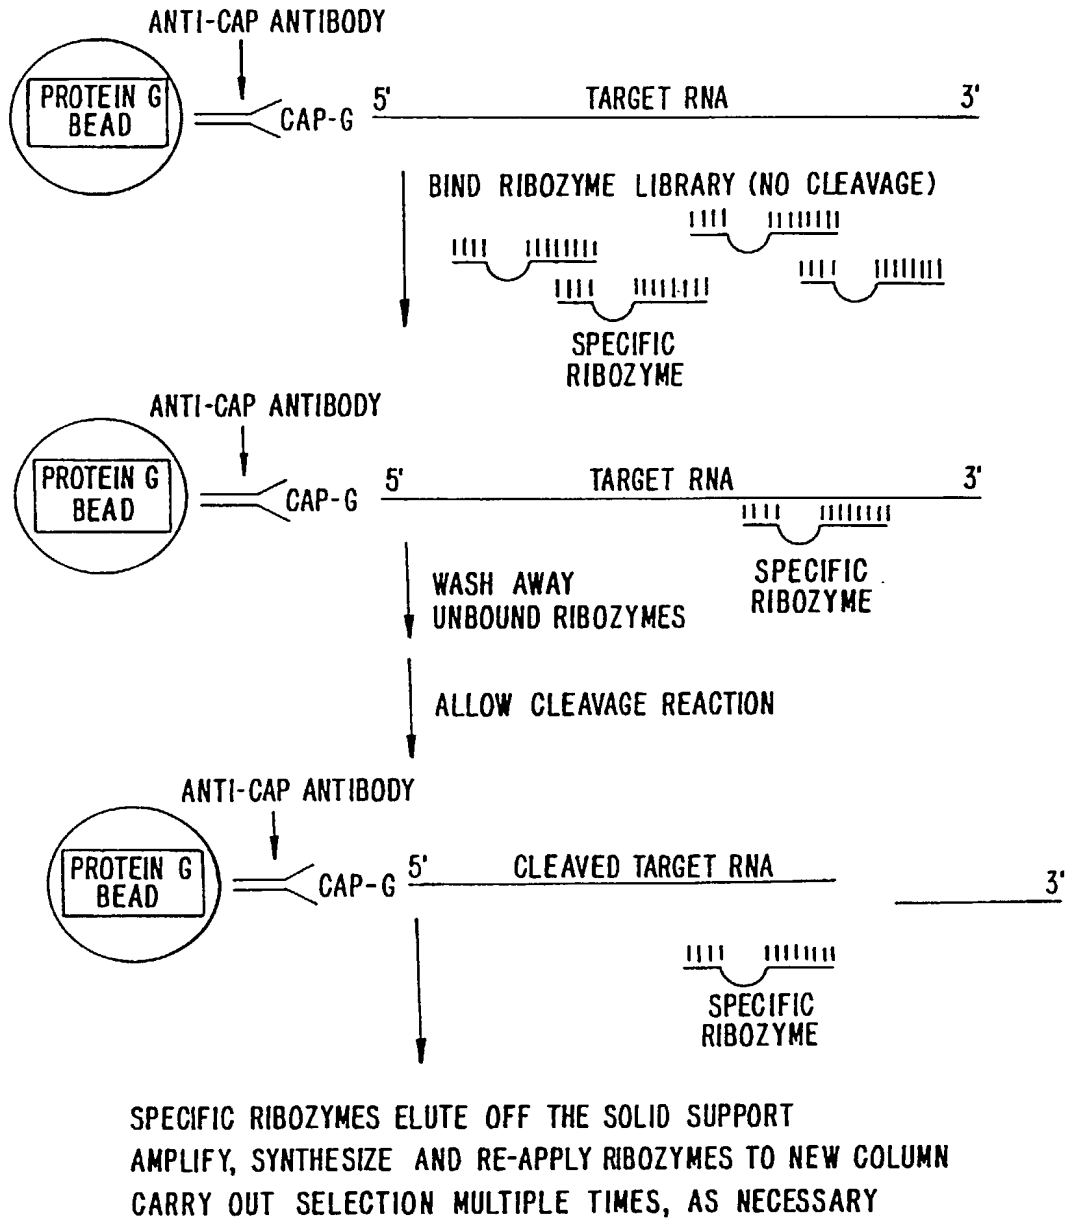 ANTI-CAP ANTIBODY
PROTEIN G
BEAD
CAP-G
5'
TARGET RNA
3'
BIND RIBOZYME LIBRARY (NO CLEAVAGE)
SPECIFIC
RIBOZYME
ANTI-CAP ANTIBODY
PROTEIN G
BEAD
CAP-G
5'
TARGET RNA
3'
SPECIFIC
RIBOZYME
WASH AWAY
UNBOUND RIBOZYMES
ALLOW CLEAVAGE REACTION
ANTI-CAP ANTIBODY
PROTEIN G
BEAD
CAP-G
5'
CLEAVED TARGET RNA
3'
SPECIFIC
RIBOZYME
SPECIFIC RIBOZYMES ELUTE OFF THE SOLID SUPPORT
AMPLIFY, SYNTHESIZE AND RE-APPLY RIBOZYMES TO NEW COLUMN
CARRY OUT SELECTION MULTIPLE TIMES, AS NECESSARY